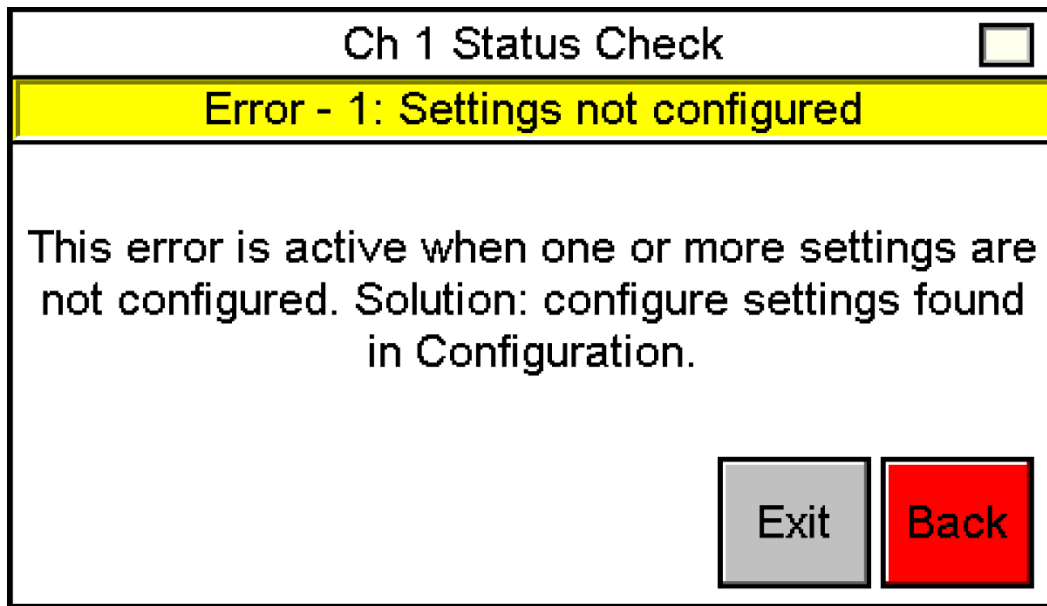 Ch 1 Status Check
Error - 1: Settings not configured
This error is active when one or more settings are
not configured. Solution: configure settings found
in Configuration.
Exit
Back